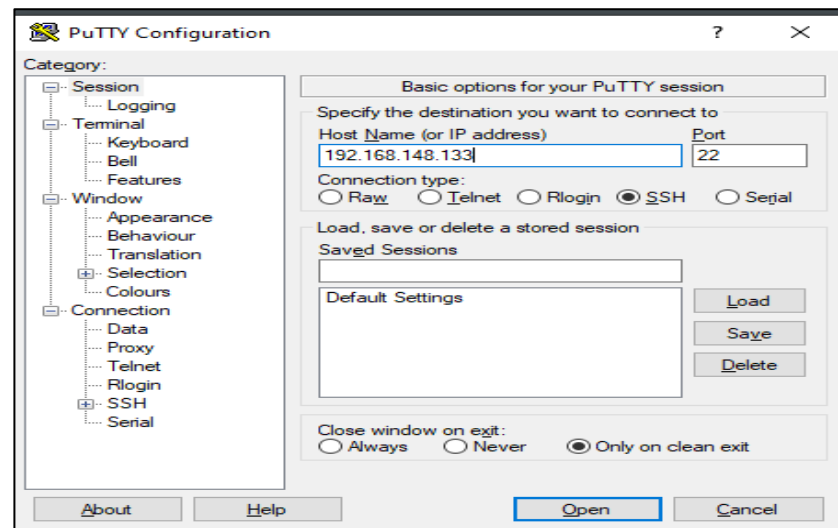 PuTTY Configuration
?
Category:
Session
Logging
Terminal
Keyboard
Bell
Features
Window
Appearance
Behaviour
Translation
Selection
Colours
Connection
Data
Proxy
Telnet
Rlogin
SSH
Serial
Basic options for your PuTTY session
Specify the destination you want to connect to
Host Name (or IP address) Port
192.168.148.133 22
Connection type:
Raw Telnet Rlogin SSH Serial
Load, save or delete a stored session
Saved Sessions
Default Settings
Load
Save
Delete
Close window on exit:
Always Never Only on clean exit
About Help Open Cancel